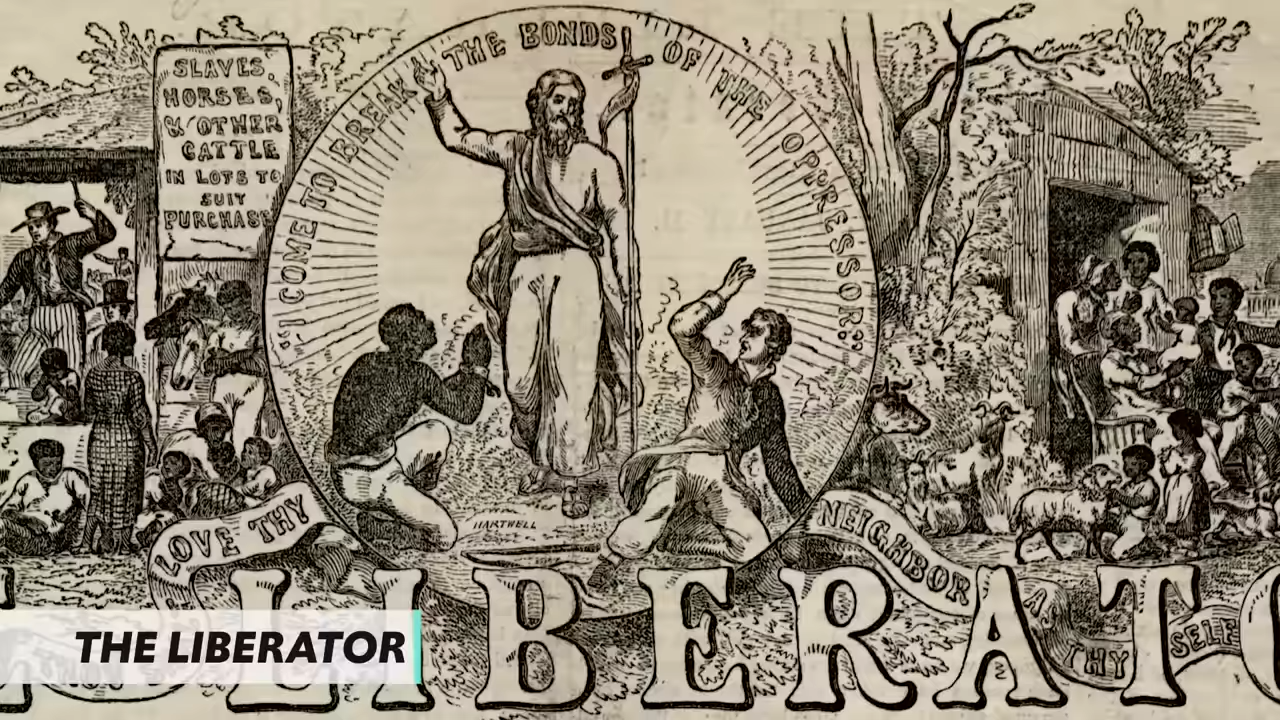 SLAVES,
HORSES,
& OTHER
CATTLE
IN LOTS TO
SUIT
PURCHASE
"I COME TO BREAK THE BONDS OF THE OPPRESSOR"
HARTWELL
LOVE THY
NEIGHBOR
AS
THY
SELF
LIBERATO
THE LIBERATOR